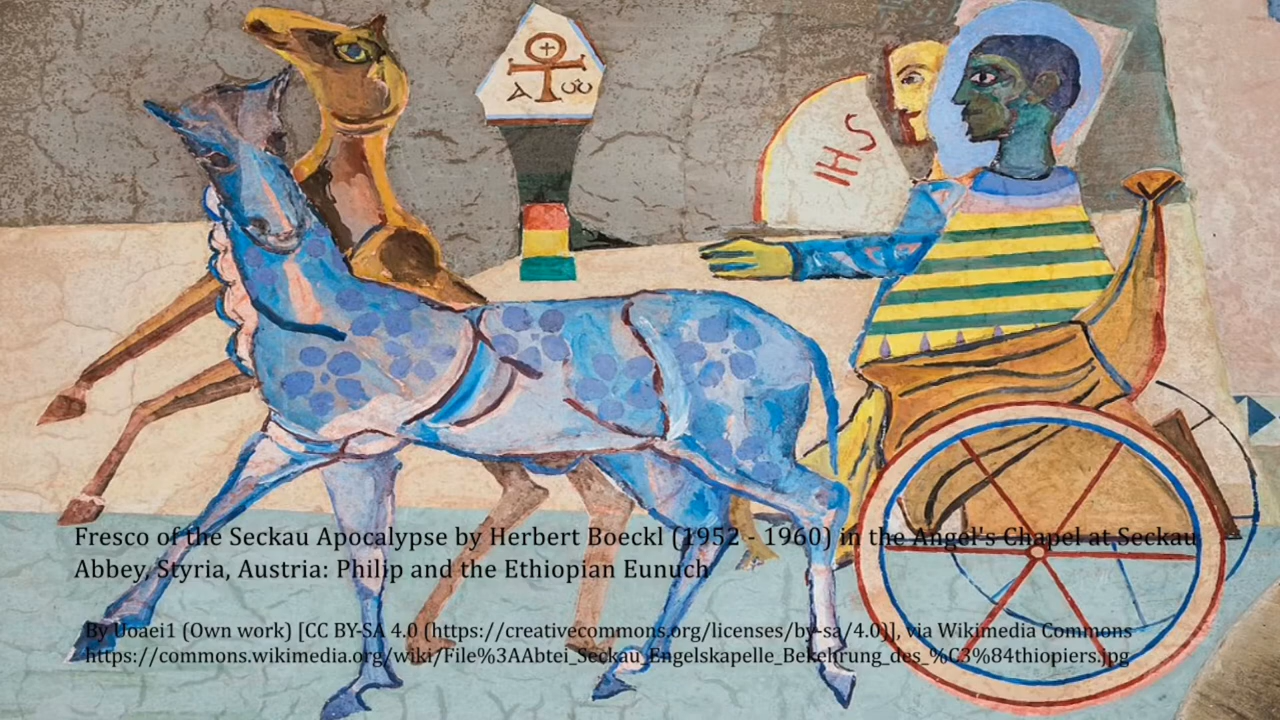 Α ω
IHS
Fresco of the Seckau Apocalypse by Herbert Boeckl (1952 - 1960) in the Angel's Chapel at Seckau
Abbey, Styria, Austria: Philip and the Ethiopian Eunuch
By Uoaei1 (Own work) [CC BY-SA 4.0 (https://creativecommons.org/licenses/by-sa/4.0)], via Wikimedia Commons
https://commons.wikimedia.org/wiki/File%3AAbtei_Seckau_Engelskapelle_Bekehrung_des_%C3%84thiopiers.jpg